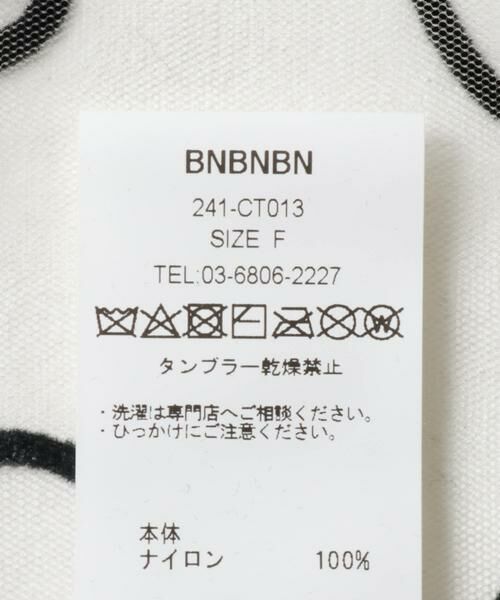 BNBNBN
241-CT013
SIZE F
TEL:03-6806-2227
タンブラー乾燥禁止
・洗濯は専門店へご相談ください。
・ひっかけにご注意ください。
本体
ナイロン 100%